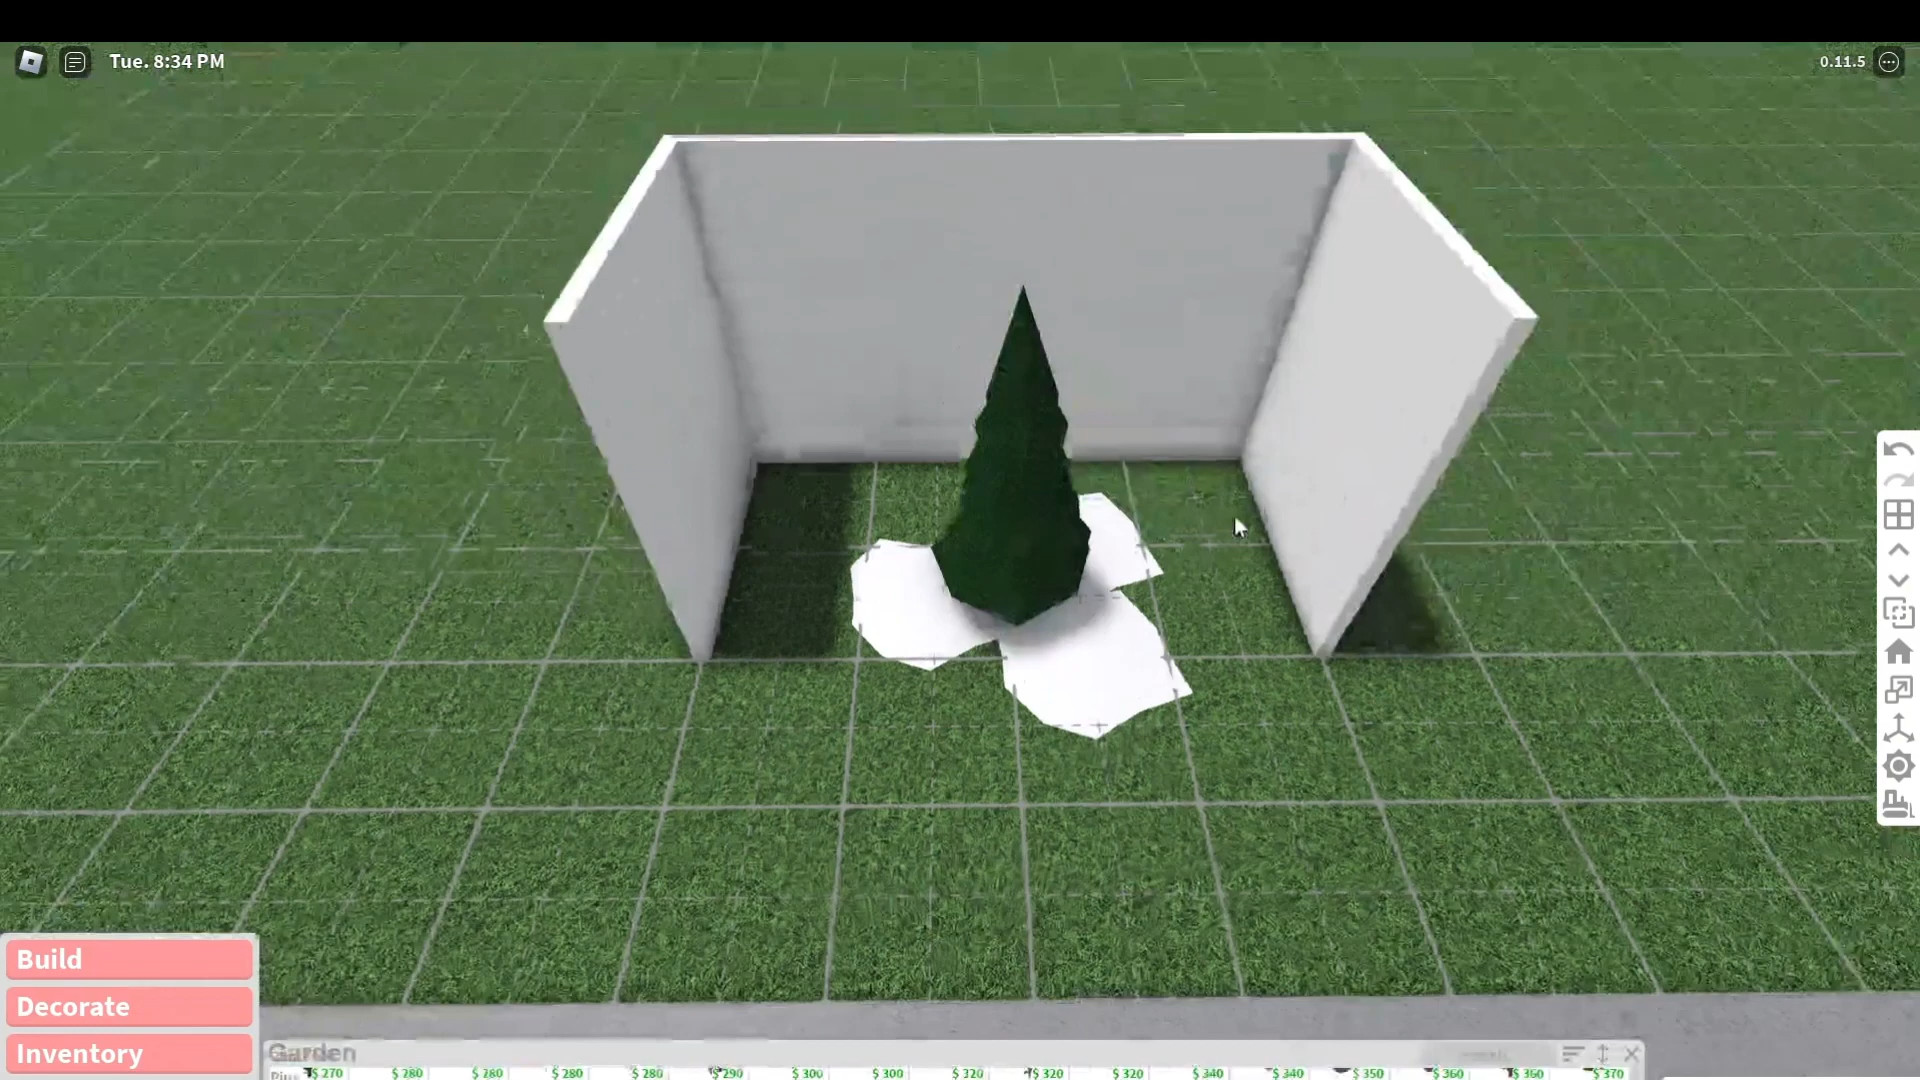 Tue. 8:34 PM
0.11.5
Build
Decorate
Inventory
Garden
$ 270 $ 280 $ 280 $ 280 $ 280 $ 290 $ 300 $ 300 $ 320 $ 320 $ 320 $ 340 $ 340 $ 350 $ 360 $ 360 $ 370